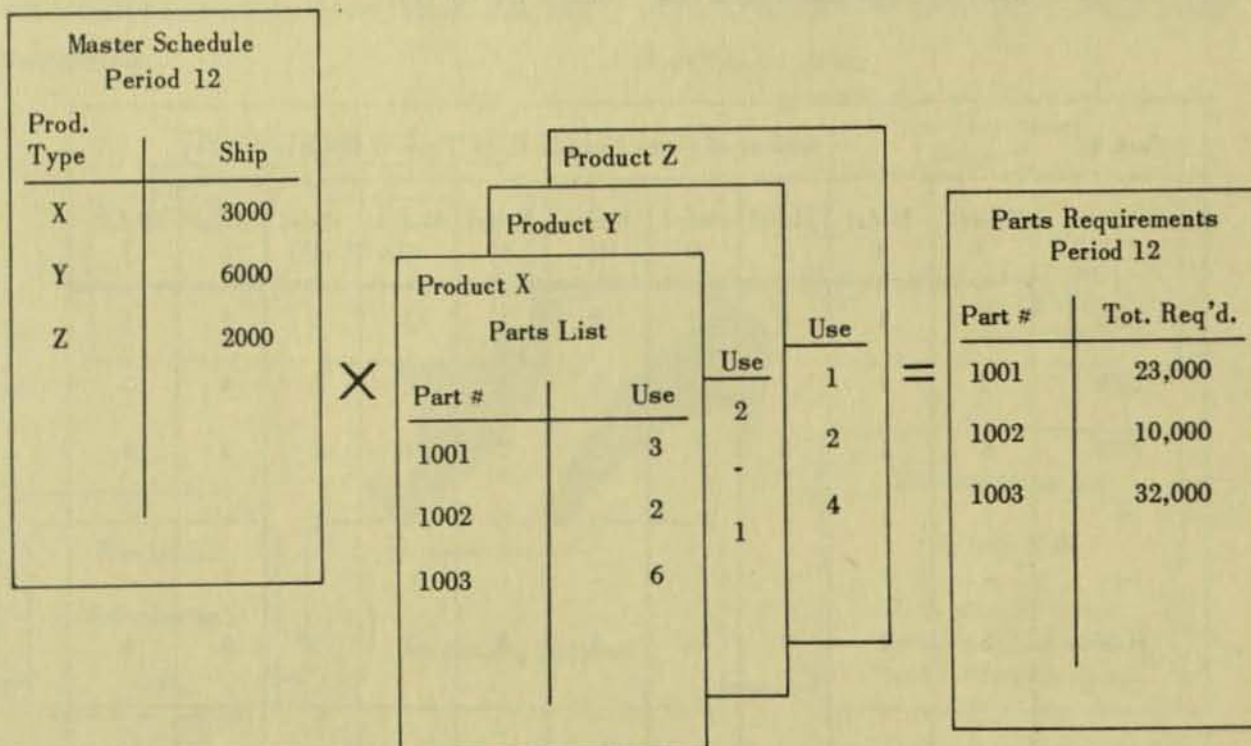 Master Schedule
Period 12
Prod.
Type Ship
X 3000
Y 6000
Z 2000
×
Product Z
Use
1
2
4
Product Y
Use
2
-
1
Product X
Parts List
Part # Use
1001 3
1002 2
1003 6
=
Parts Requirements
Period 12
Part # Tot. Req'd.
1001 23,000
1002 10,000
1003 32,000